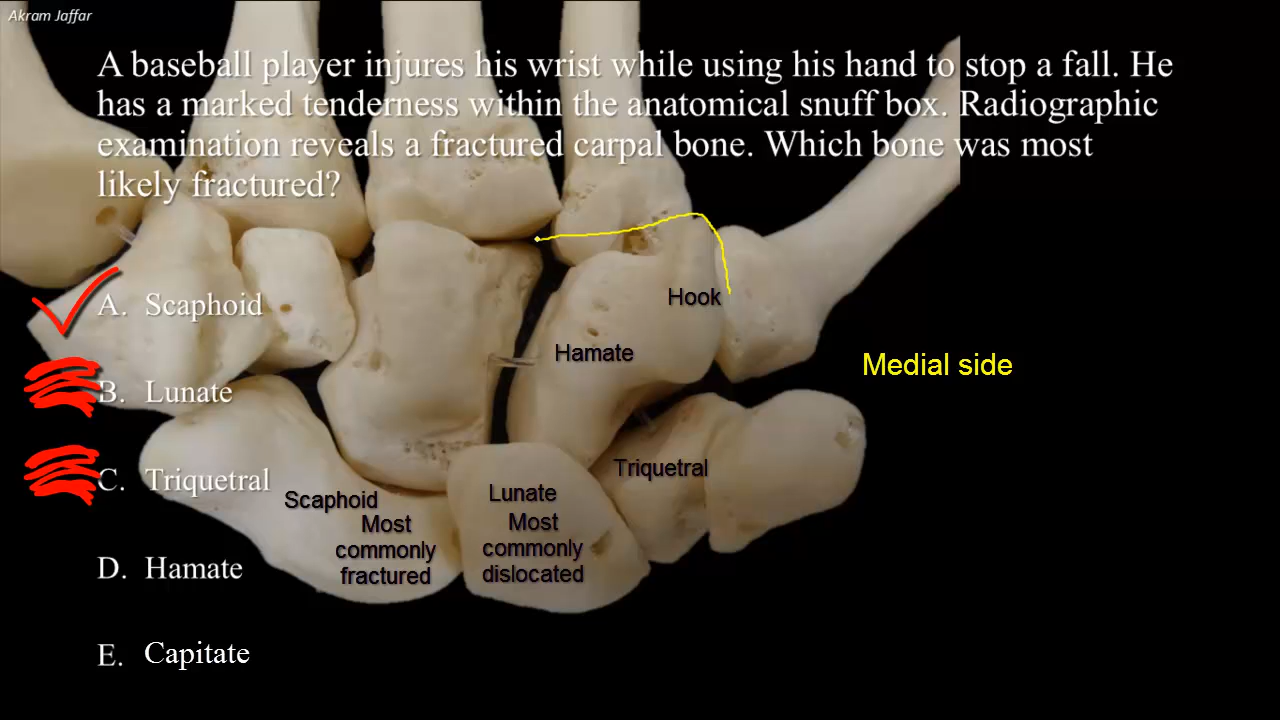 Akram Jaffar
A baseball player injures his wrist while using his hand to stop a fall. He
has a marked tenderness within the anatomical snuff box. Radiographic
examination reveals a fractured carpal bone. Which bone was most
likely fractured?
A. Scaphoid
B. Lunate
C. Triquetral
D. Hamate
E. Capitate
Hook
Hamate
Medial side
Triquetral
Scaphoid
Most
commonly
fractured
Lunate
Most
commonly
dislocated